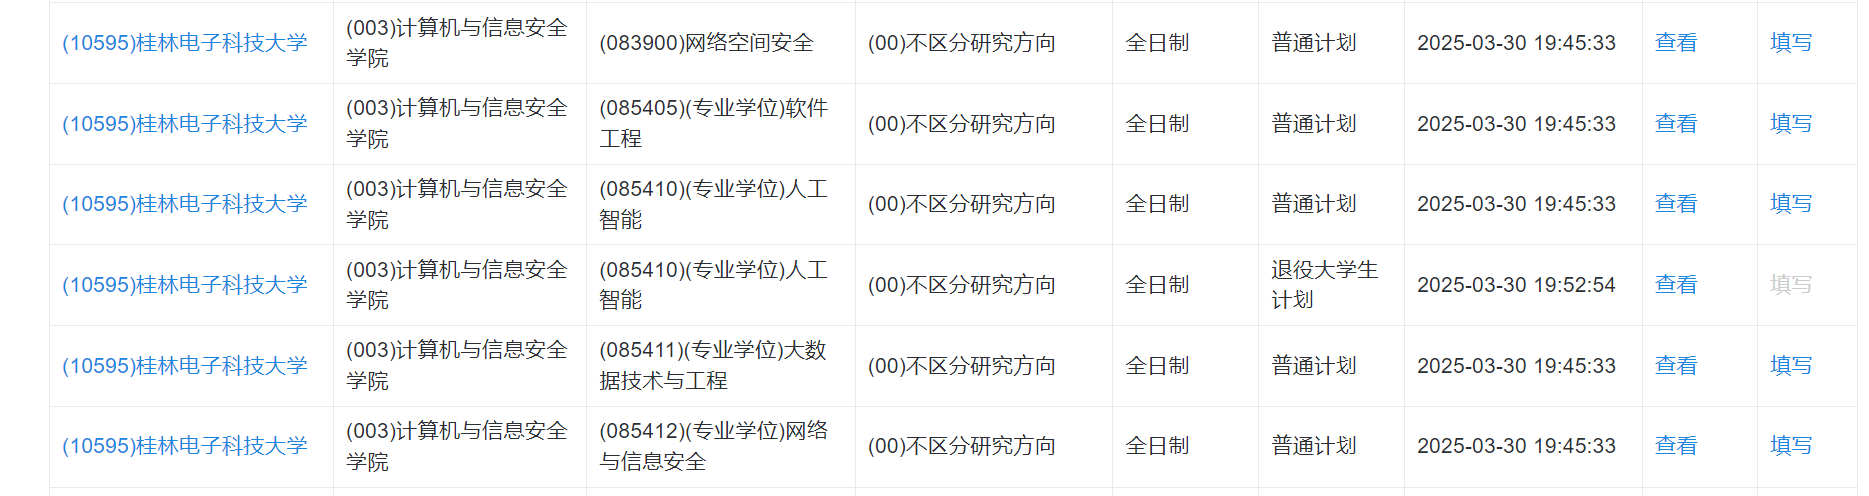 (10595)桂林电子科技大学 (003)计算机与信息安全 (083900)网络空间安全 (00)不区分研究方向 全日制 普通计划 2025-03-30 19:45:33 查看 填写
学院
(10595)桂林电子科技大学 (003)计算机与信息安全 (085405)(专业学位)软件 (00)不区分研究方向 全日制 普通计划 2025-03-30 19:45:33 查看 填写
学院 工程
(10595)桂林电子科技大学 (003)计算机与信息安全 (085410)(专业学位)人工 (00)不区分研究方向 全日制 普通计划 2025-03-30 19:45:33 查看 填写
学院 智能
(10595)桂林电子科技大学 (003)计算机与信息安全 (085410)(专业学位)人工 (00)不区分研究方向 全日制 退役大学生 2025-03-30 19:52:54 查看 填写
学院 智能 计划
(10595)桂林电子科技大学 (003)计算机与信息安全 (085411)(专业学位)大数 (00)不区分研究方向 全日制 普通计划 2025-03-30 19:45:33 查看 填写
学院 据技术与工程
(10595)桂林电子科技大学 (003)计算机与信息安全 (085412)(专业学位)网络 (00)不区分研究方向 全日制 普通计划 2025-03-30 19:45:33 查看 填写
学院 与信息安全